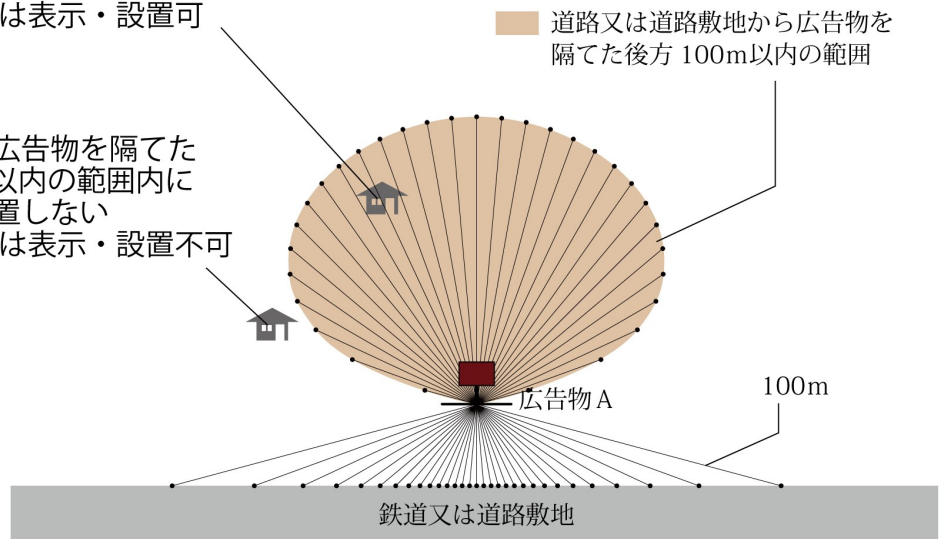 は表示・設置可
道路又は道路敷地から広告物を
隔てた後方 100m以内の範囲
広告物を隔てた
以内の範囲内に
置しない
は表示・設置不可
広告物A
100m
鉄道又は道路敷地